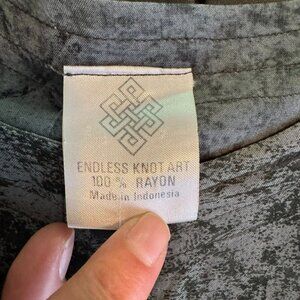 ENDLESS KNOT ART
100 % RAYON
Made in Indonesia